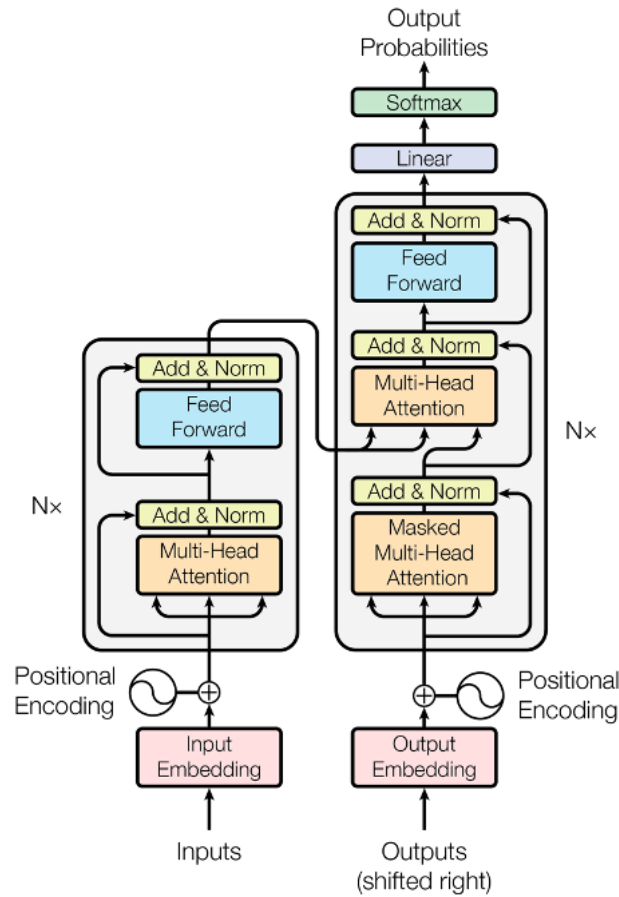 Output
Probabilities
Softmax
Linear
Add & Norm
Feed
Forward
Add & Norm
Multi-Head
Attention
Add & Norm
Masked
Multi-Head
Attention
N×
Add & Norm
Feed
Forward
Add & Norm
Multi-Head
Attention
N×
Positional
Encoding
Input
Embedding
Inputs
Positional
Encoding
Output
Embedding
Outputs
(shifted right)